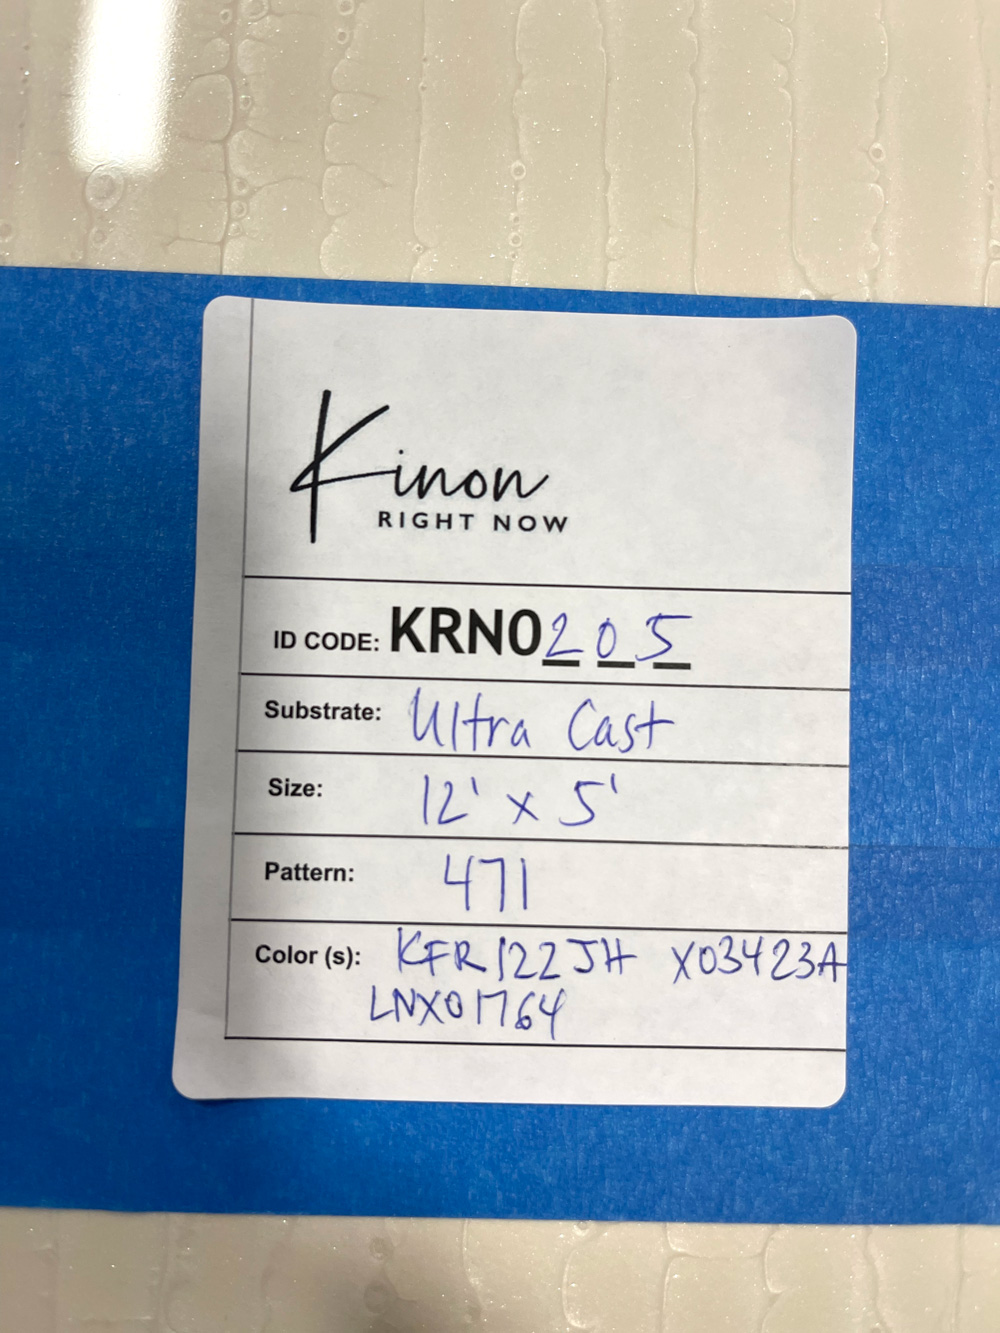 Kinon
RIGHT NOW
ID CODE: KRN0205
Substrate: Ultra Cast
Size: 12' x 5'
Pattern: 471
Color (s): KFR122JH X03423A
LNX01764